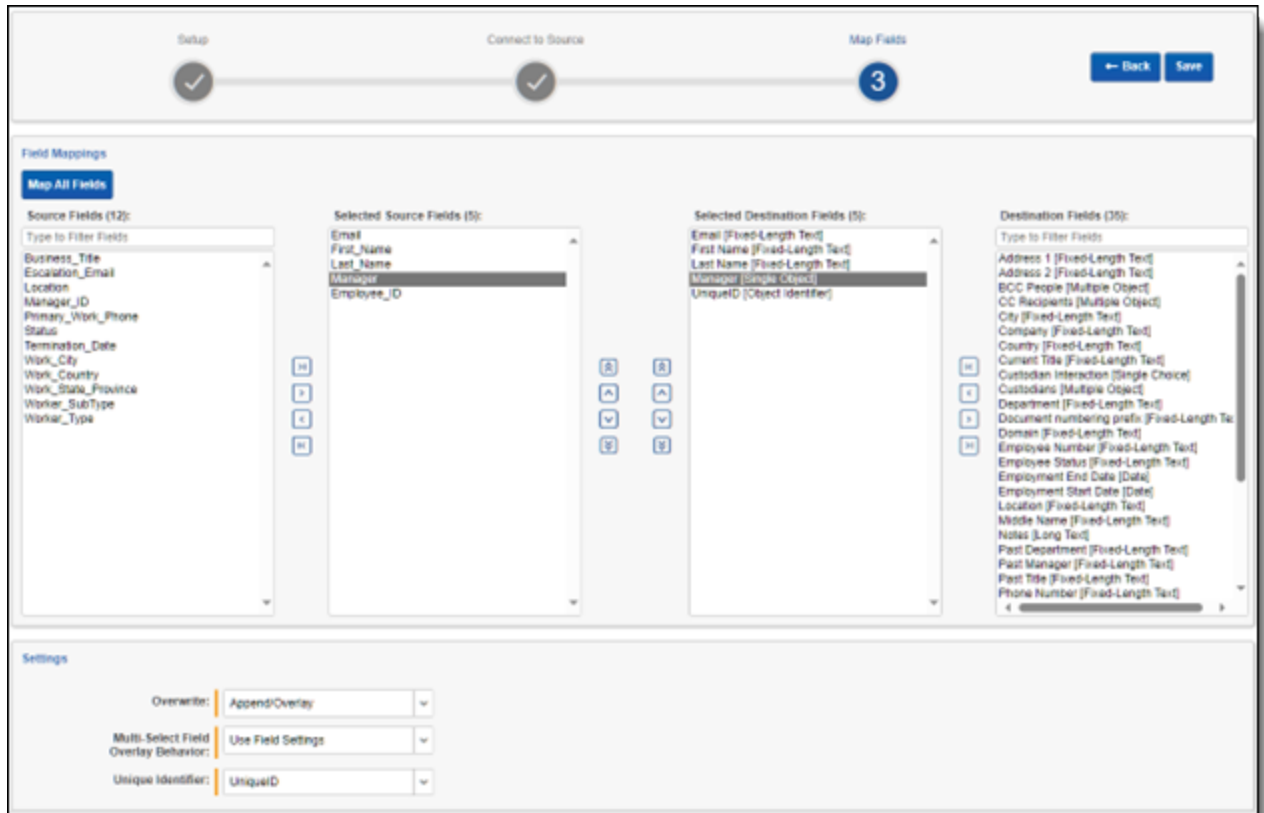 Setup
Connect to Source
Map Fields
3
← Back
Save
Field Mappings
Map All Fields
Source Fields (12):
Type to Filter Fields
Business_Title
Escalation_Email
Location
Manager_ID
Primary_Work_Phone
Status
Termination_Date
Work_City
Work_Country
Work_State_Province
Worker_SubType
Worker_Type
Selected Source Fields (5):
Email
First_Name
Last_Name
Manager
Employee_ID
Selected Destination Fields (5):
Email [Fixed-Length Text]
First Name [Fixed-Length Text]
Last Name [Fixed-Length Text]
Manager [Single Object]
UniqueID [Object Identifier]
Destination Fields (35):
Type to Filter Fields
Address 1 [Fixed-Length Text]
Address 2 [Fixed-Length Text]
BCC People [Multiple Object]
CC Recipients [Multiple Object]
City [Fixed-Length Text]
Company [Fixed-Length Text]
Country [Fixed-Length Text]
Current Title [Fixed-Length Text]
Custodian Interaction [Single Choice]
Custodians [Multiple Object]
Department [Fixed-Length Text]
Document numbering prefix [Fixed-Length Te
Domain [Fixed-Length Text]
Employee Number [Fixed-Length Text]
Employee Status [Fixed-Length Text]
Employment End Date [Date]
Employment Start Date [Date]
Location [Fixed-Length Text]
Middle Name [Fixed-Length Text]
Notes [Long Text]
Past Department [Fixed-Length Text]
Past Manager [Fixed-Length Text]
Past Title [Fixed-Length Text]
Phone Number [Fixed-Length Text]
Settings
Overwrite:
Append/Overlay
Multi-Select Field
Overlay Behavior:
Use Field Settings
Unique Identifier:
UniqueID